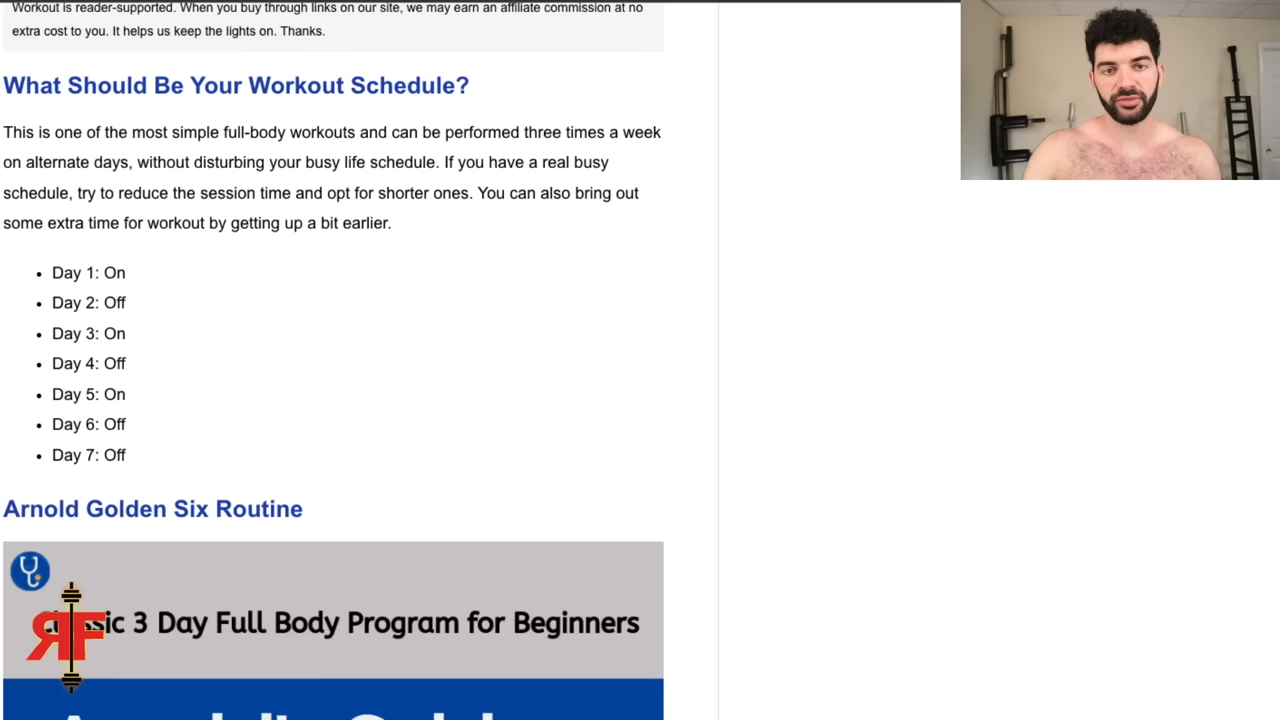 Workout is reader-supported. When you buy through links on our site, we may earn an affiliate commission at no
extra cost to you. It helps us keep the lights on. Thanks.
What Should Be Your Workout Schedule?
This is one of the most simple full-body workouts and can be performed three times a week
on alternate days, without disturbing your busy life schedule. If you have a real busy
schedule, try to reduce the session time and opt for shorter ones. You can also bring out
some extra time for workout by getting up a bit earlier.
• Day 1: On
• Day 2: Off
• Day 3: On
• Day 4: Off
• Day 5: On
• Day 6: Off
• Day 7: Off
Arnold Golden Six Routine
3 Day Full Body Program for Beginners
RF